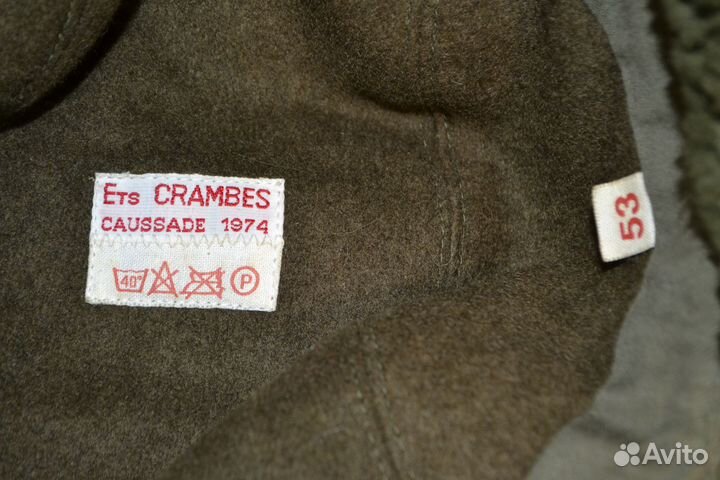 Ets CRAMBES
CAUSSADE 1974
40° P
53
Avito